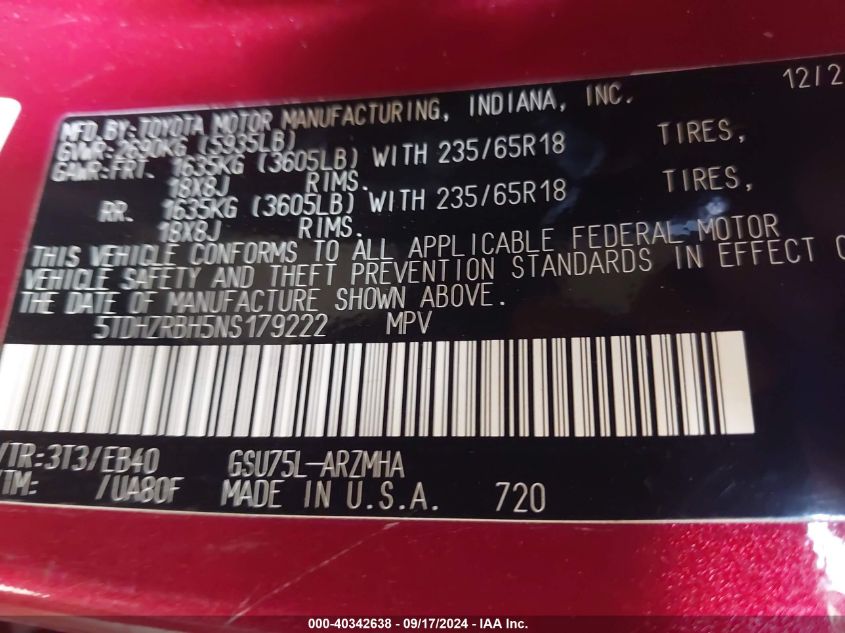 MFD.BY:TOYOTA MOTOR MANUFACTURING, INDIANA, INC. 12/2
GVWR:2690KG (5935LB)
GAWR:FRT. 1635KG (3605LB) WITH 235/65R18 TIRES,
18X8J RIMS.
RR. 1635KG (3605LB) WITH 235/65R18 TIRES,
18X8J RIMS.
THIS VEHICLE CONFORMS TO ALL APPLICABLE FEDERAL MOTOR
VEHICLE SAFETY AND THEFT PREVENTION STANDARDS IN EFFECT O
THE DATE OF MANUFACTURE SHOWN ABOVE.
5TDHZRBH5NS179222 MPV
/TR:3T3/EB40 GSU75L-ARZMHA
/TM: /UA80F MADE IN U.S.A. 720
000-40342638 - 09/17/2024 - IAA Inc.